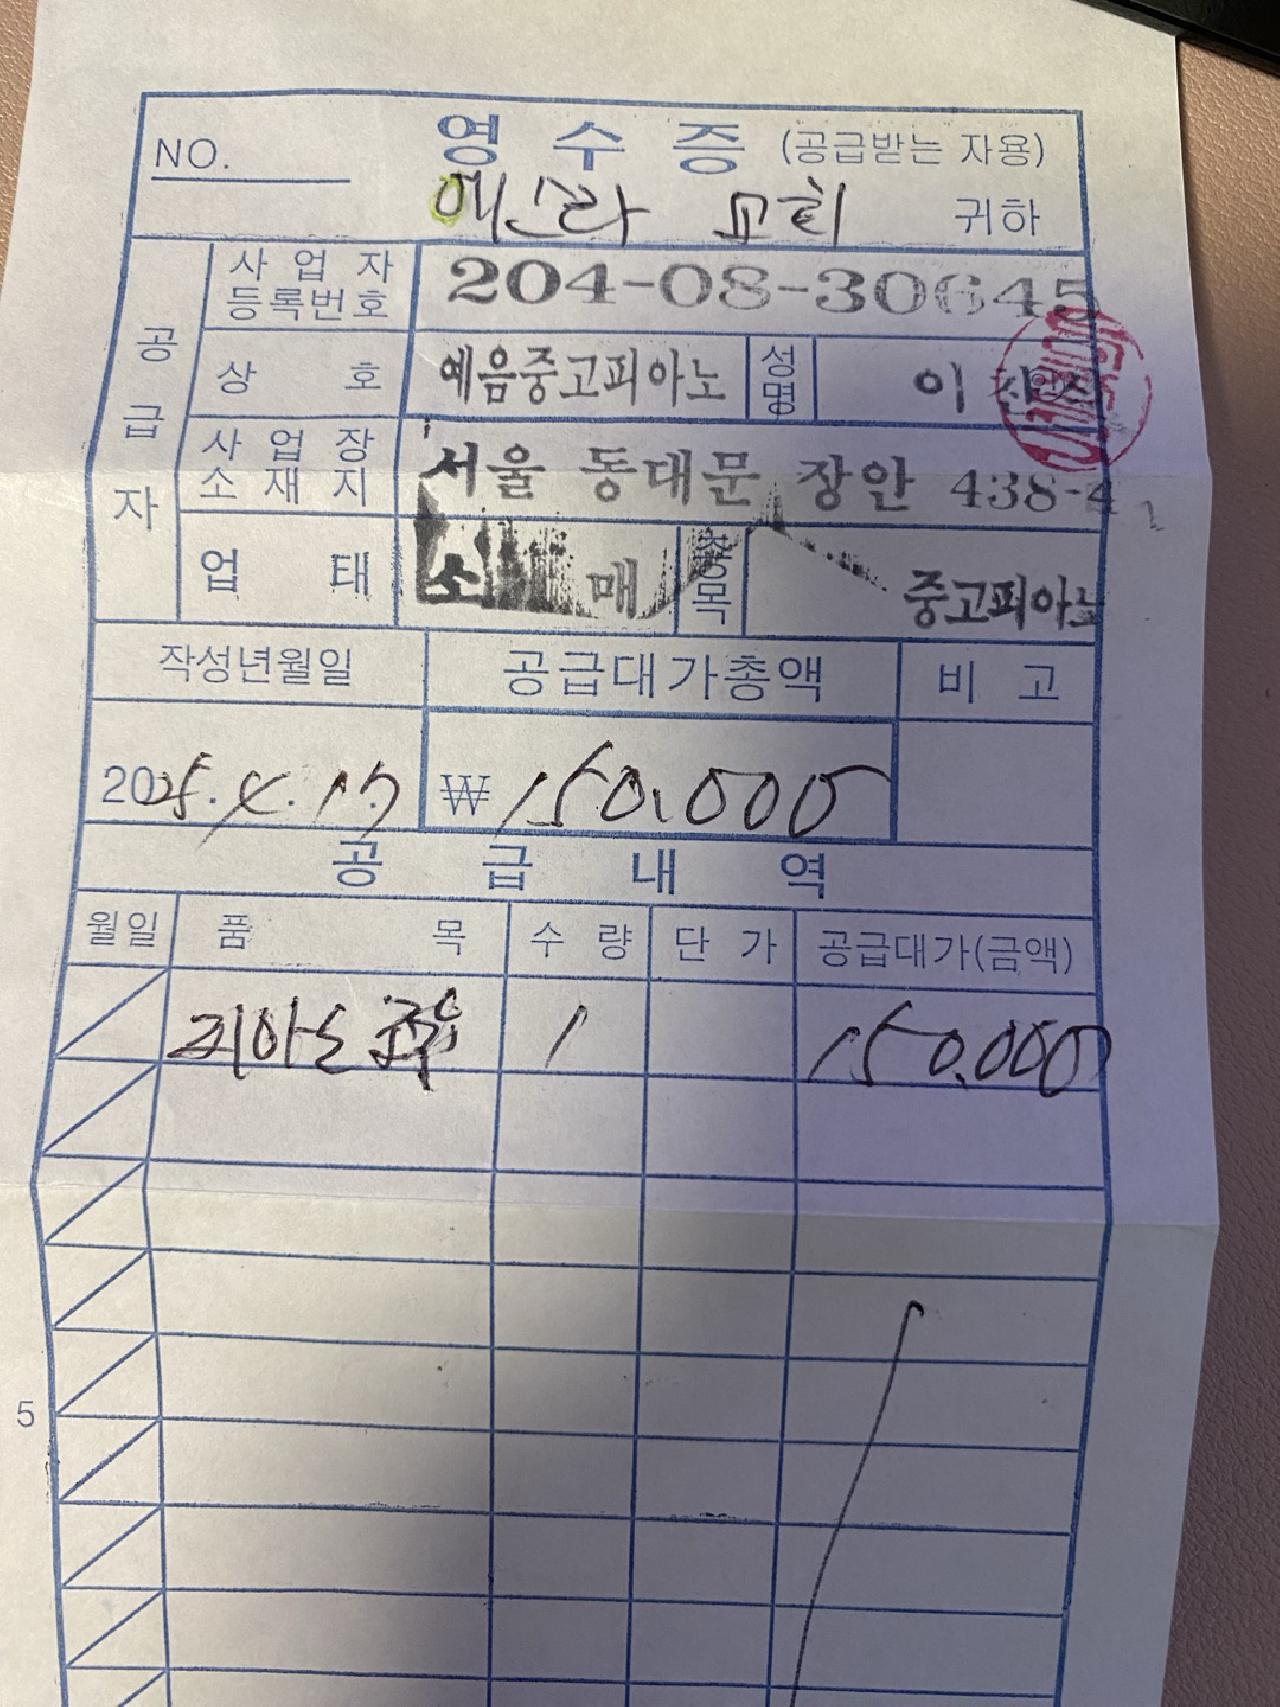 NO.
영 수 증 (공급받는 자용)
에스라 교회 귀하
공급자
사업자등록번호 204-08-30645
상 호 예음중고피아노 성명 이
사업장소재지 서울 동대문 장안 438-4
업 태 소 매 종목 중고피아노
작성년월일 공급대가총액 비 고
2025. 4. 17 ₩ 150,000
공 급 내 역
월일 품 목 수 량 단 가 공급대가(금액)
피아노 조율 1 150,000
5